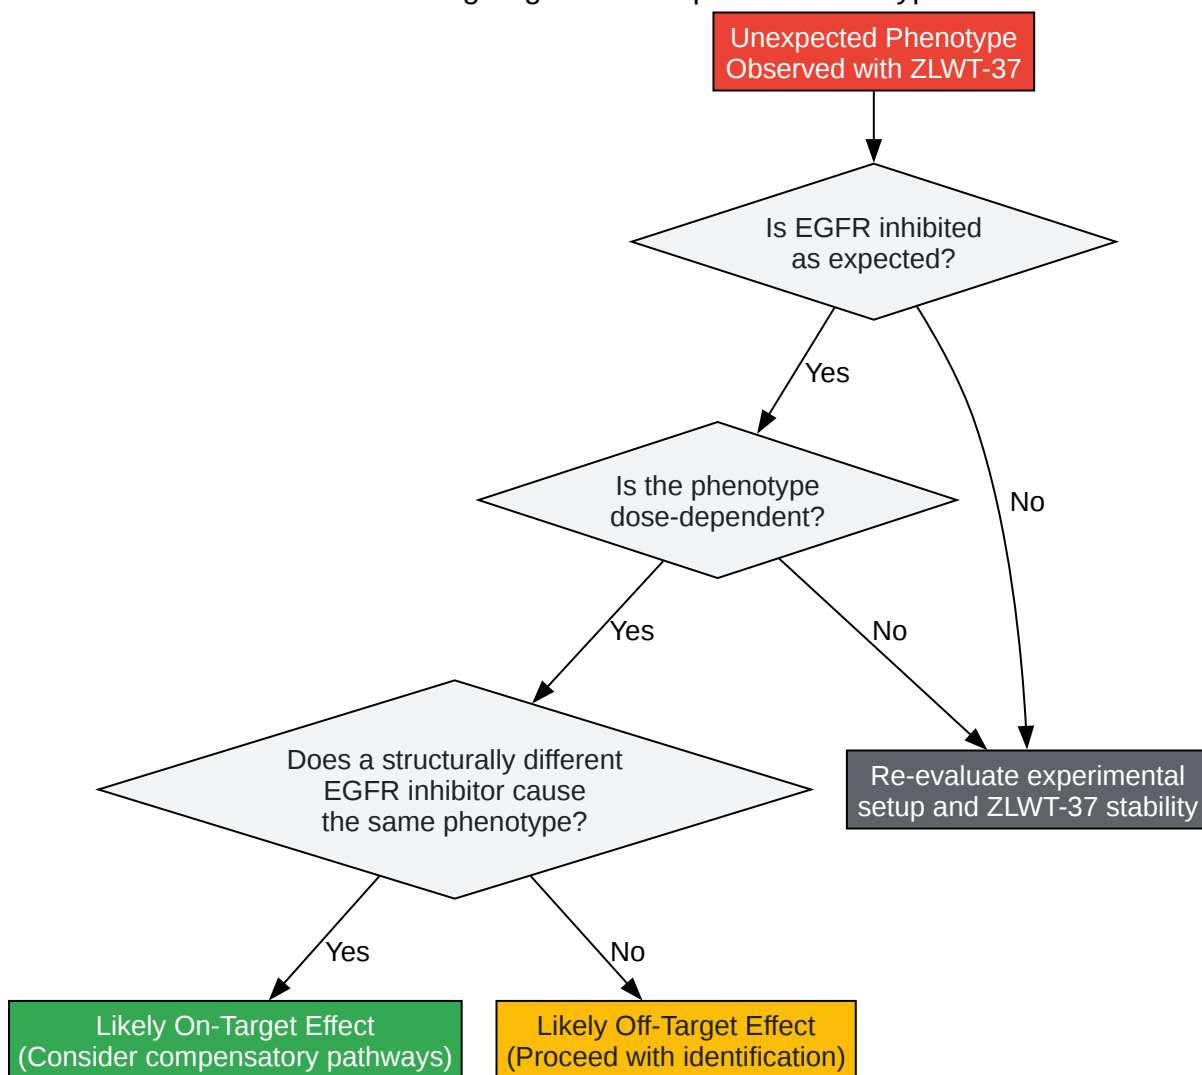 Unexpected Phenotype
Observed with ZLWT-37
Is EGFR inhibited
as expected?
Yes
Is the phenotype
dose-dependent?
No
Yes
No
Does a structurally different
EGFR inhibitor cause
the same phenotype?
Re-evaluate experimental
setup and ZLWT-37 stability
Yes
No
Likely On-Target Effect
(Consider compensatory pathways)
Likely Off-Target Effect
(Proceed with identification)